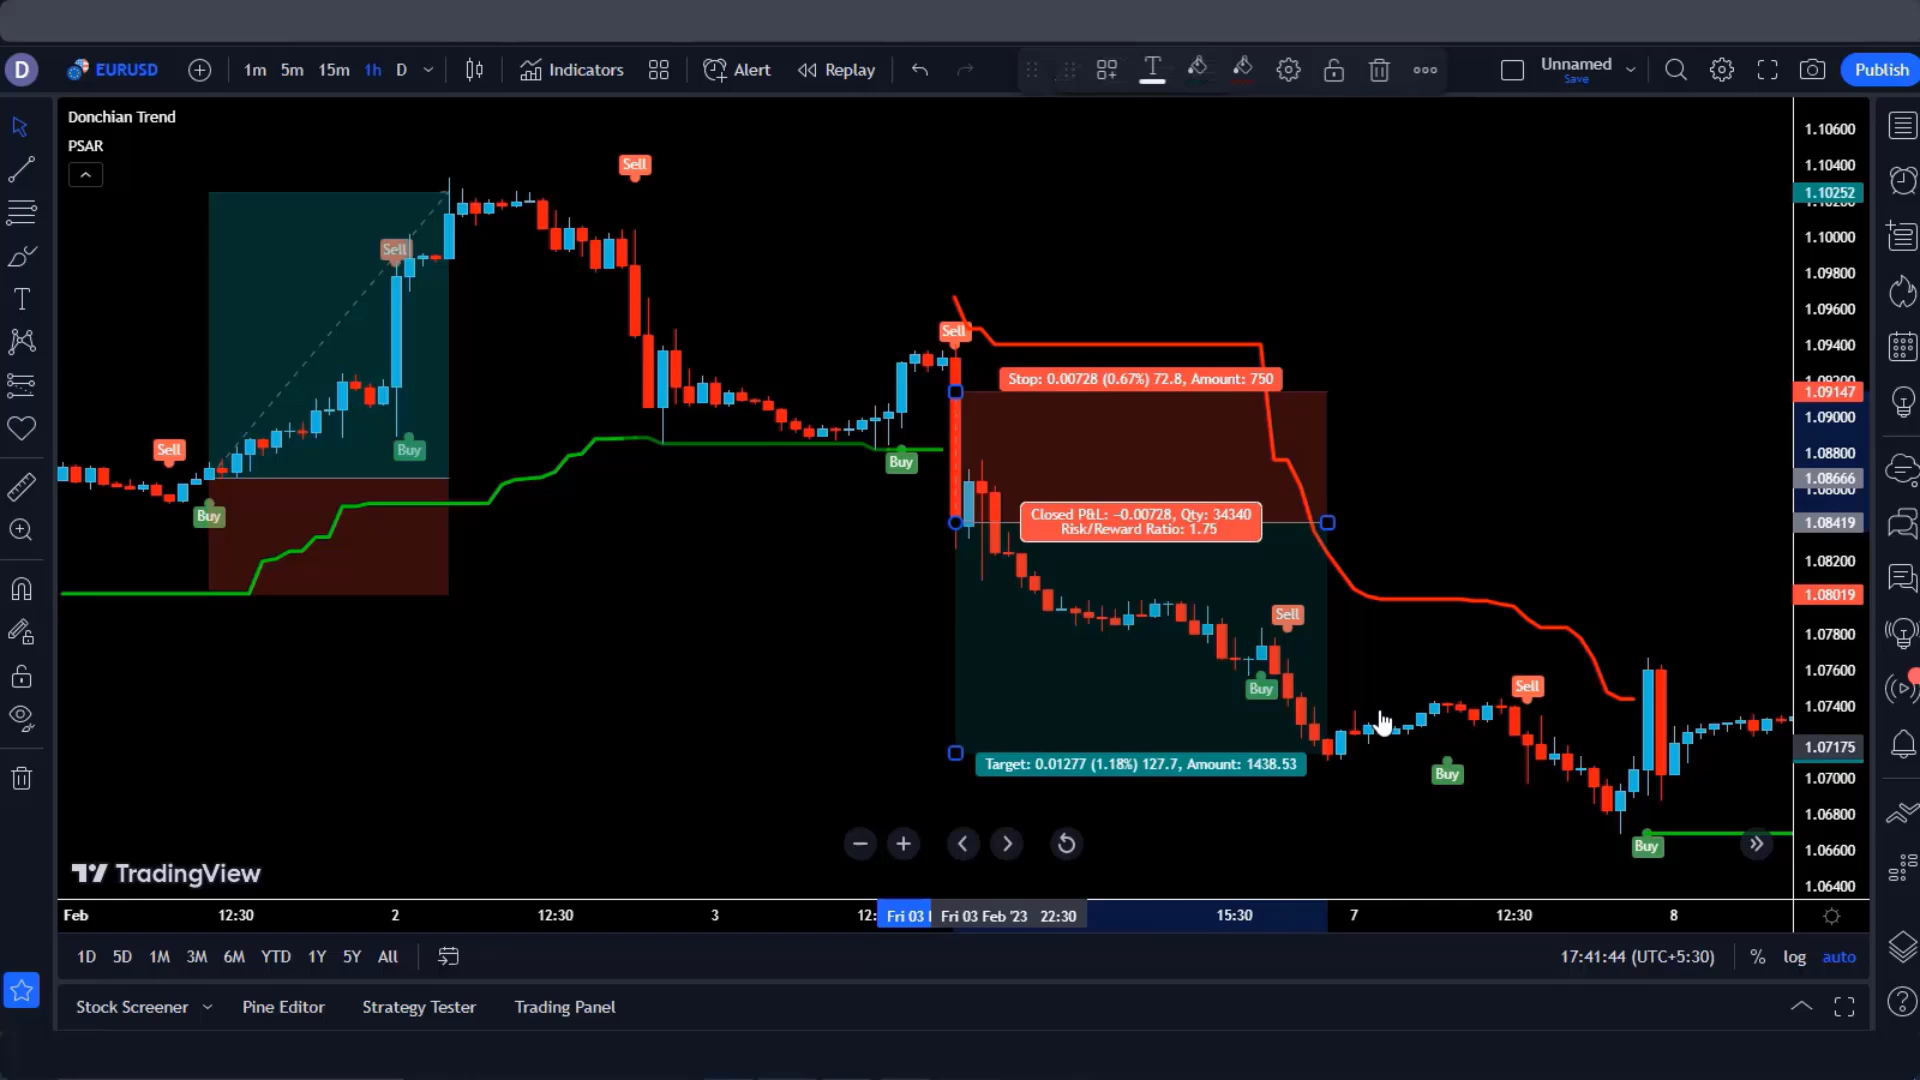 D EURUSD 1m 5m 15m 1h D Indicators Alert Replay T Unnamed Publish
Save
Donchian Trend
PSAR
Sell
Sell
Sell
Buy
Buy
Sell
Buy
Stop: 0.00728 (0.67%) 72.8, Amount: 750
Closed P&L: −0.00728, Qty: 34340
Risk/Reward Ratio: 1.75
Sell
Buy
Target: 0.01277 (1.18%) 127.7, Amount: 1438.53
Sell
Buy
Buy
1.10600
1.10400
1.10252
1.10000
1.09800
1.09600
1.09400
1.09147
1.09000
1.08800
1.08666
1.08419
1.08200
1.08019
1.07800
1.07600
1.07400
1.07175
1.07000
1.06800
1.06600
1.06400
TradingView
Feb 12:30 2 12:30 3 12: Fri 03 Fri 03 Feb '23 22:30 15:30 7 12:30 8
1D 5D 1M 3M 6M YTD 1Y 5Y All 17:41:44 (UTC+5:30) % log auto
Stock Screener Pine Editor Strategy Tester Trading Panel